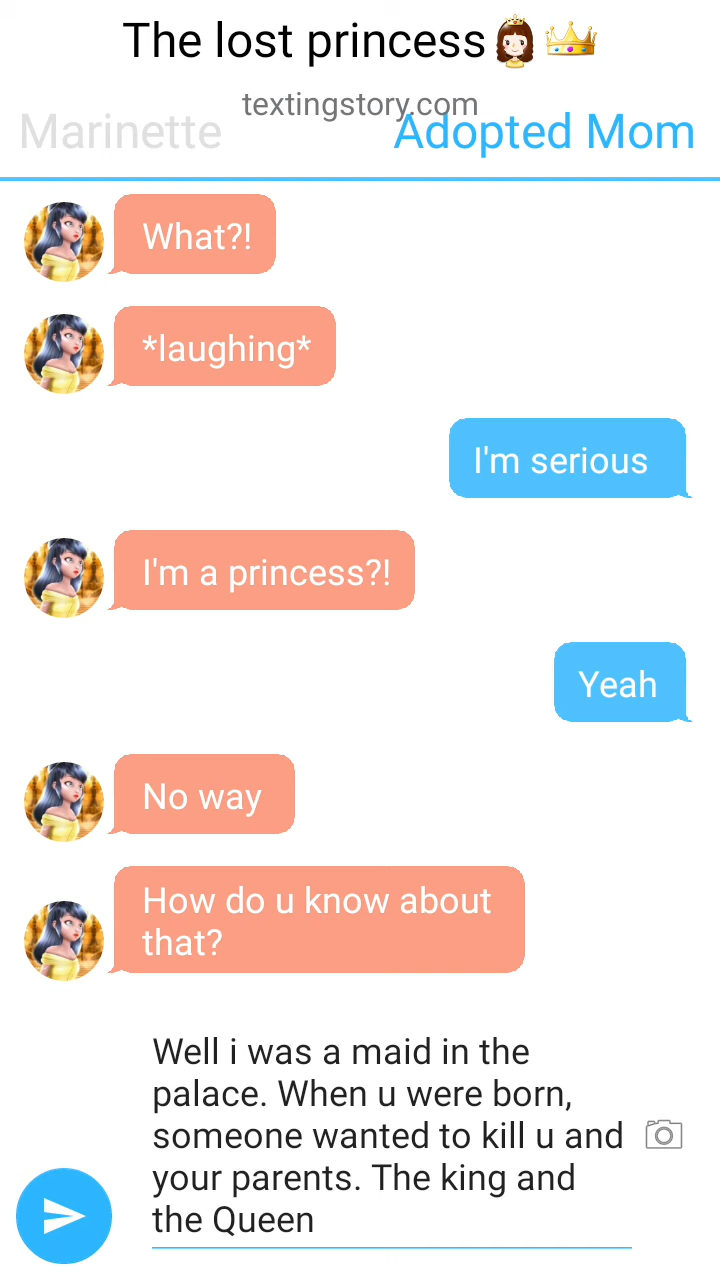 The lost princess👸👑
textingstory.com
Marinette
Adopted Mom
What?!
*laughing*
I'm serious
I'm a princess?!
Yeah
No way
How do u know about
that?
Well i was a maid in the
palace. When u were born,
someone wanted to kill u and
your parents. The king and
the Queen